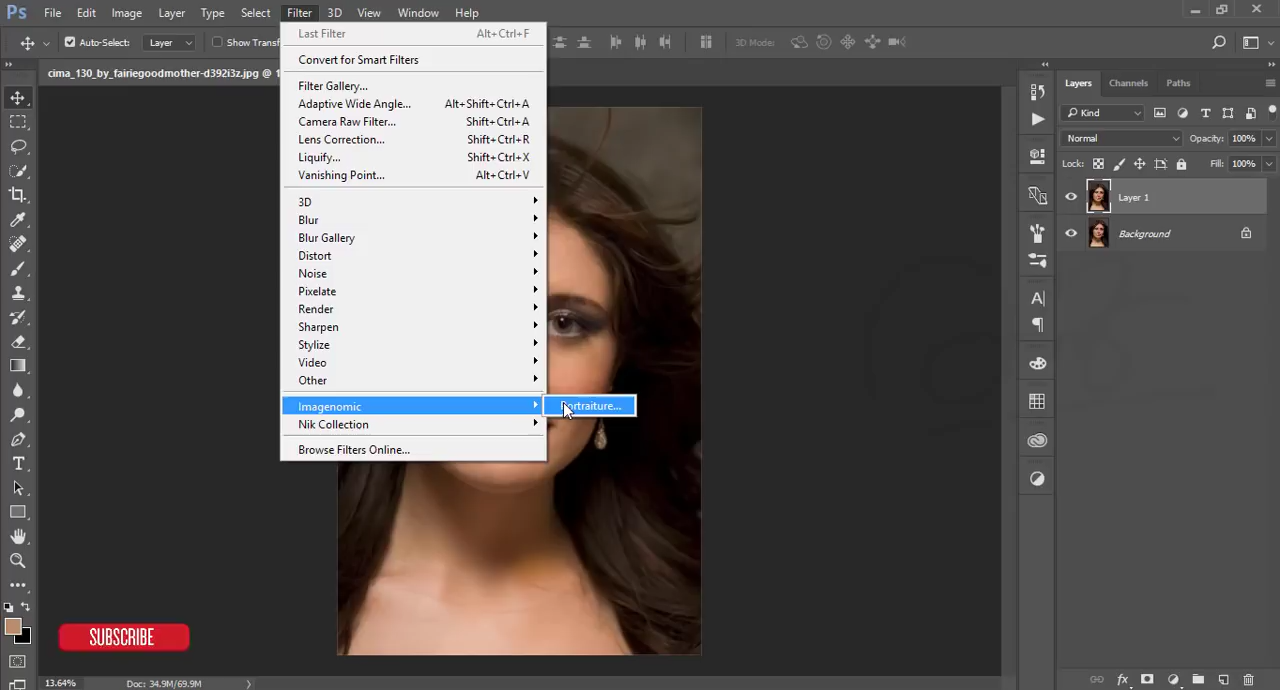 Ps File Edit Image Layer Type Select Filter 3D View Window Help
Auto-Select: Layer Show Transf 3D Mode:
cima_130_by_fairiegoodmother-d392i3z.jpg @ 1
Last Filter Alt+Ctrl+F
Convert for Smart Filters
Filter Gallery...
Adaptive Wide Angle... Alt+Shift+Ctrl+A
Camera Raw Filter... Shift+Ctrl+A
Lens Correction... Shift+Ctrl+R
Liquify... Shift+Ctrl+X
Vanishing Point... Alt+Ctrl+V
3D
Blur
Blur Gallery
Distort
Noise
Pixelate
Render
Sharpen
Stylize
Video
Other
Imagenomic Portraiture...
Nik Collection
Browse Filters Online...
Layers Channels Paths
Kind
Normal Opacity: 100%
Lock: Fill: 100%
Layer 1
Background
SUBSCRIBE
13.64% Doc: 34.9M/69.9M